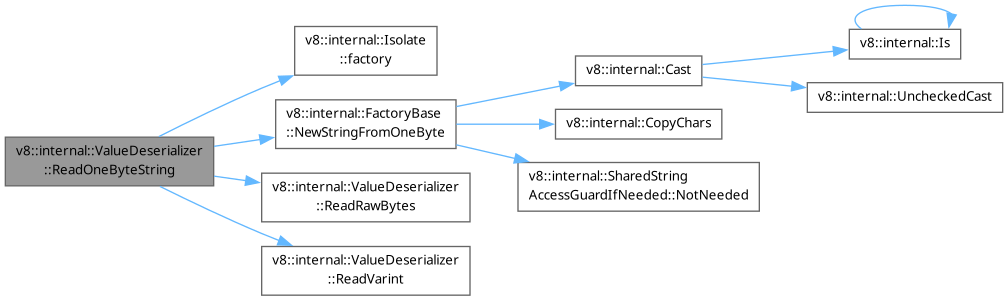 v8::internal::Isolate
::factory
v8::internal::Is
v8::internal::Cast
v8::internal::UncheckedCast
v8::internal::FactoryBase
::NewStringFromOneByte
v8::internal::CopyChars
v8::internal::ValueDeserializer
::ReadOneByteString
v8::internal::SharedString
AccessGuardIfNeeded::NotNeeded
v8::internal::ValueDeserializer
::ReadRawBytes
v8::internal::ValueDeserializer
::ReadVarint